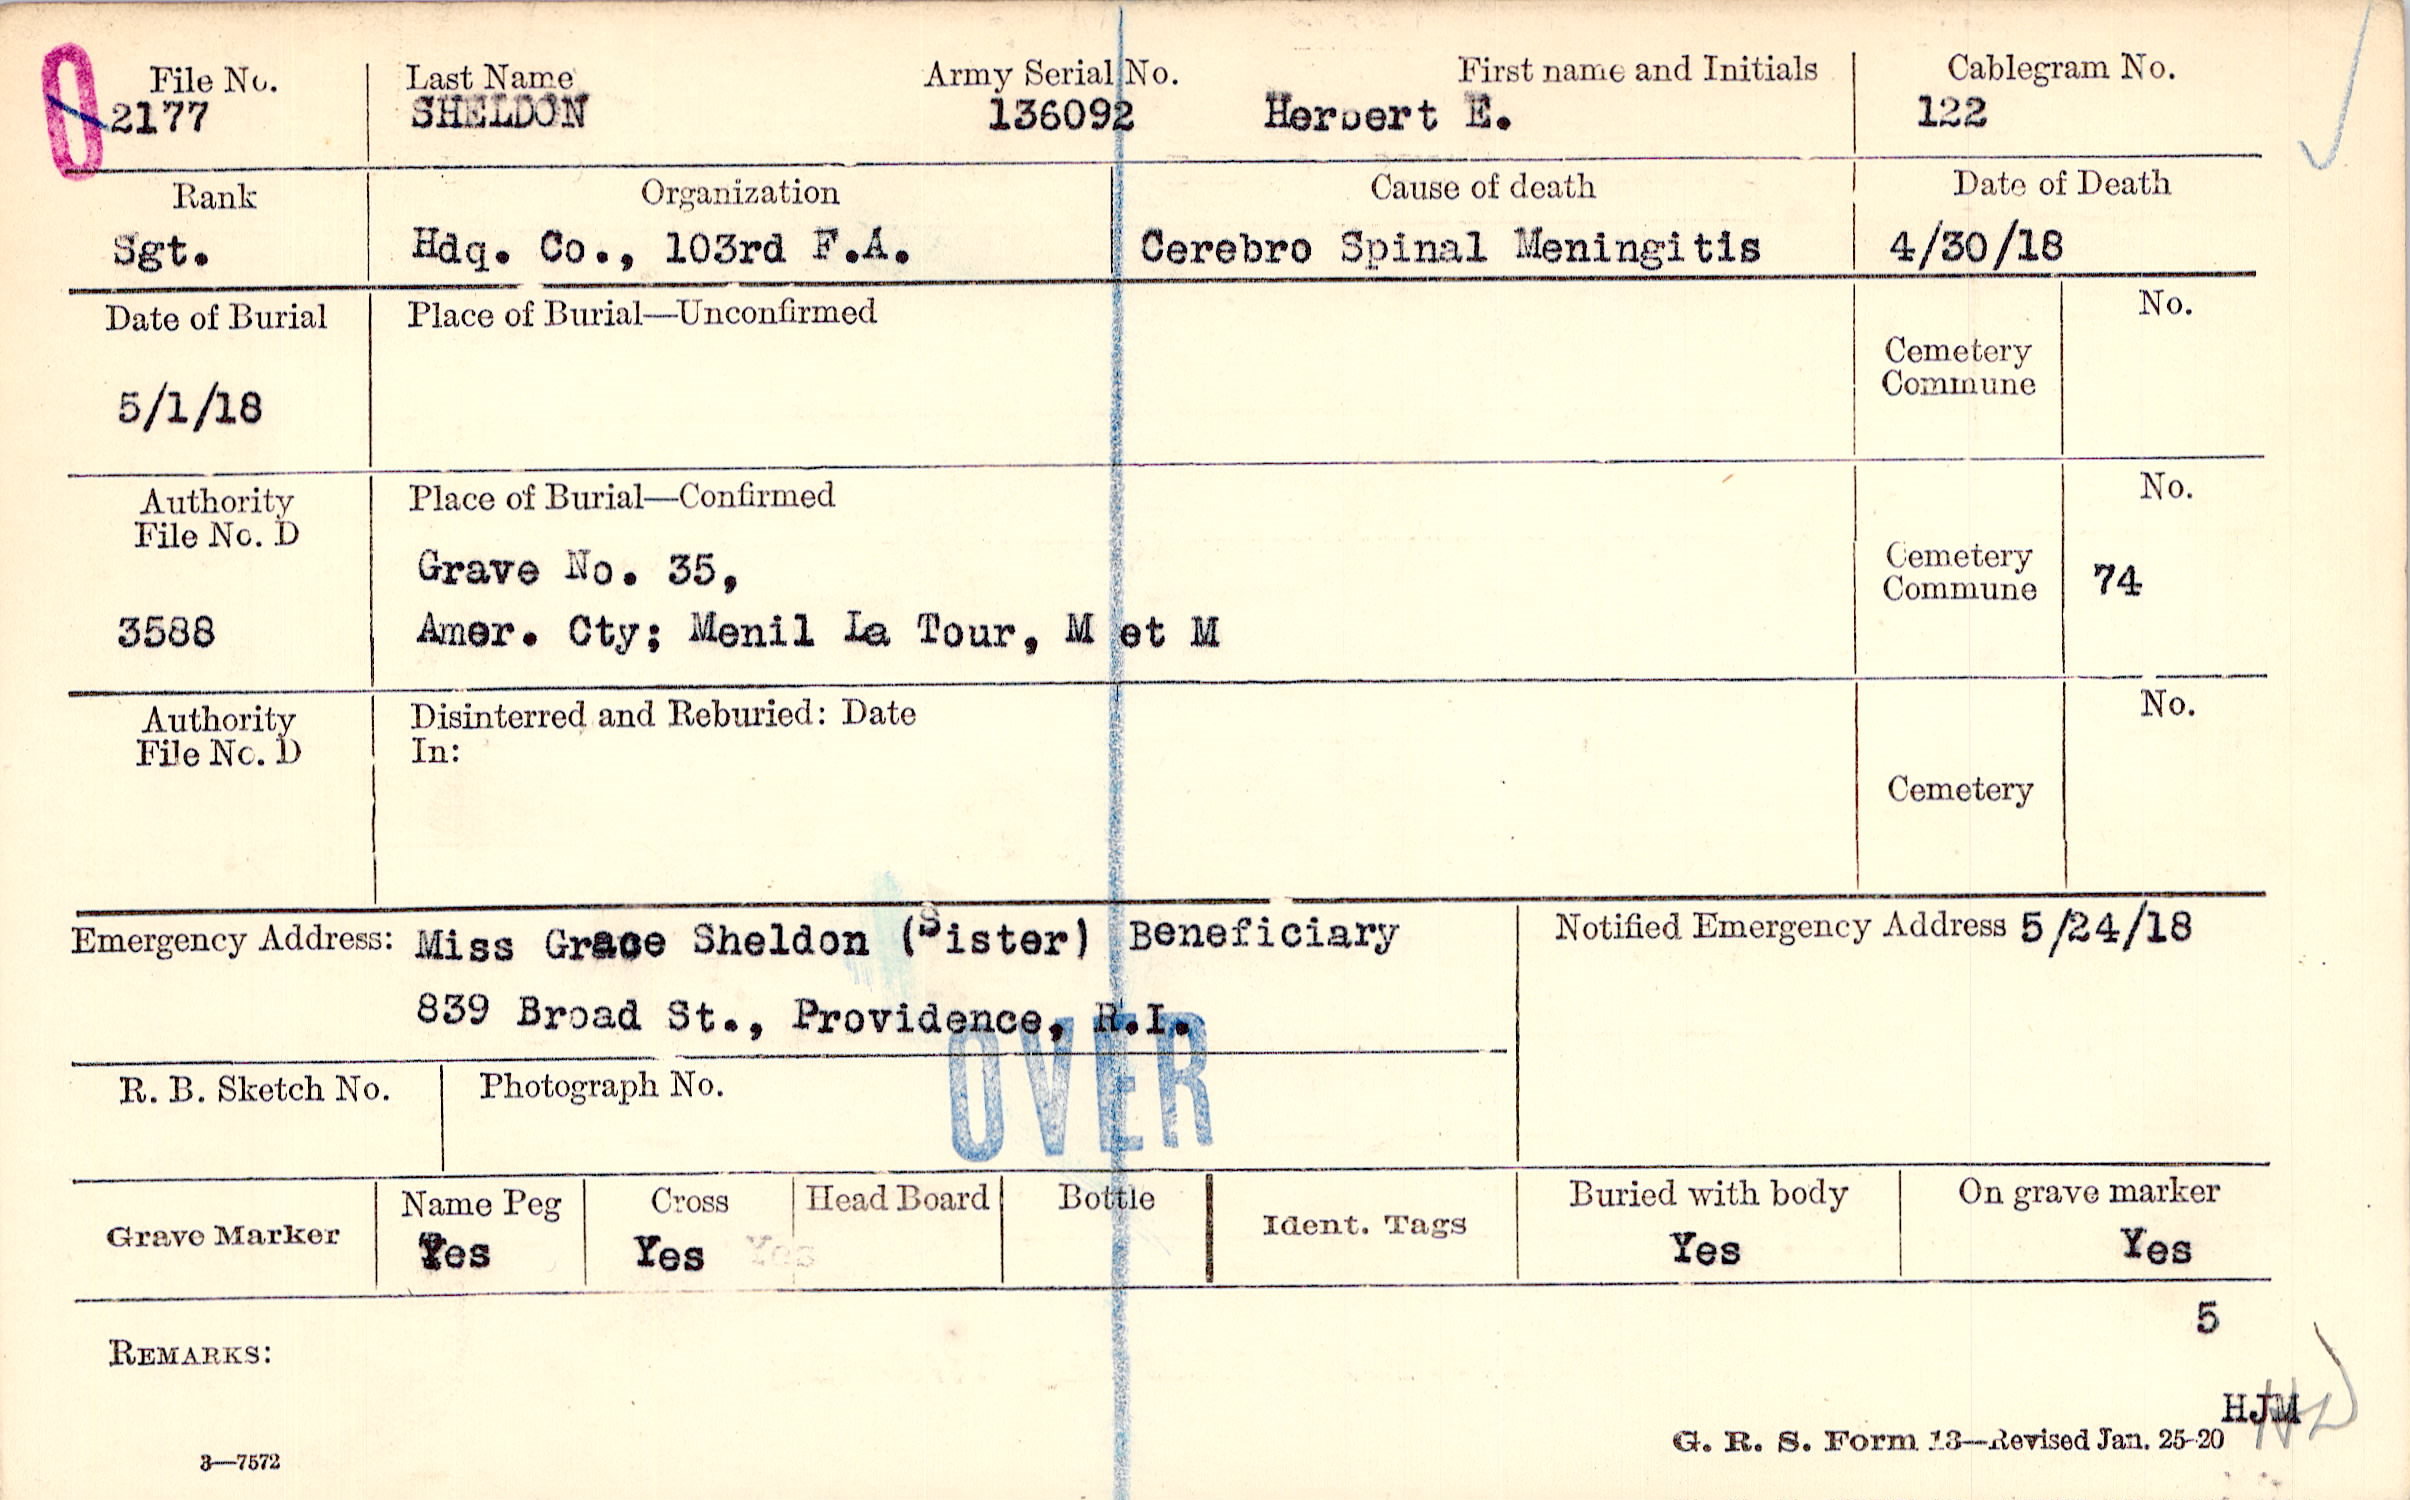 File No. Last Name Army Serial No. First name and Initials Cablegram No.
0 2177 SHELDON 136092 Herbert E. 122
Rank Organization Cause of death Date of Death
Sgt. Hdq. Co., 103rd F.A. Cerebro Spinal Meningitis 4/30/18
Date of Burial Place of Burial—Unconfirmed No.
Cemetery
Commune
5/1/18
Authority Place of Burial—Confirmed No.
File No. D
Grave No. 35, Cemetery
Commune 74
3588 Amer. Cty; Menil La Tour, M et M
Authority Disinterred and Reburied: Date No.
File No. D In:
Cemetery
Emergency Address: Miss Grace Sheldon (Sister) Beneficiary Notified Emergency Address 5/24/18
839 Broad St., Providence, R.I.
OVER
R. B. Sketch No. Photograph No.
Grave Marker Name Peg Cross Head Board Bottle Ident. Tags Buried with body On grave marker
Yes Yes Yes Yes Yes
5
REMARKS:
HJM
G. R. S. Form 13—Revised Jan. 25-20
3—7572